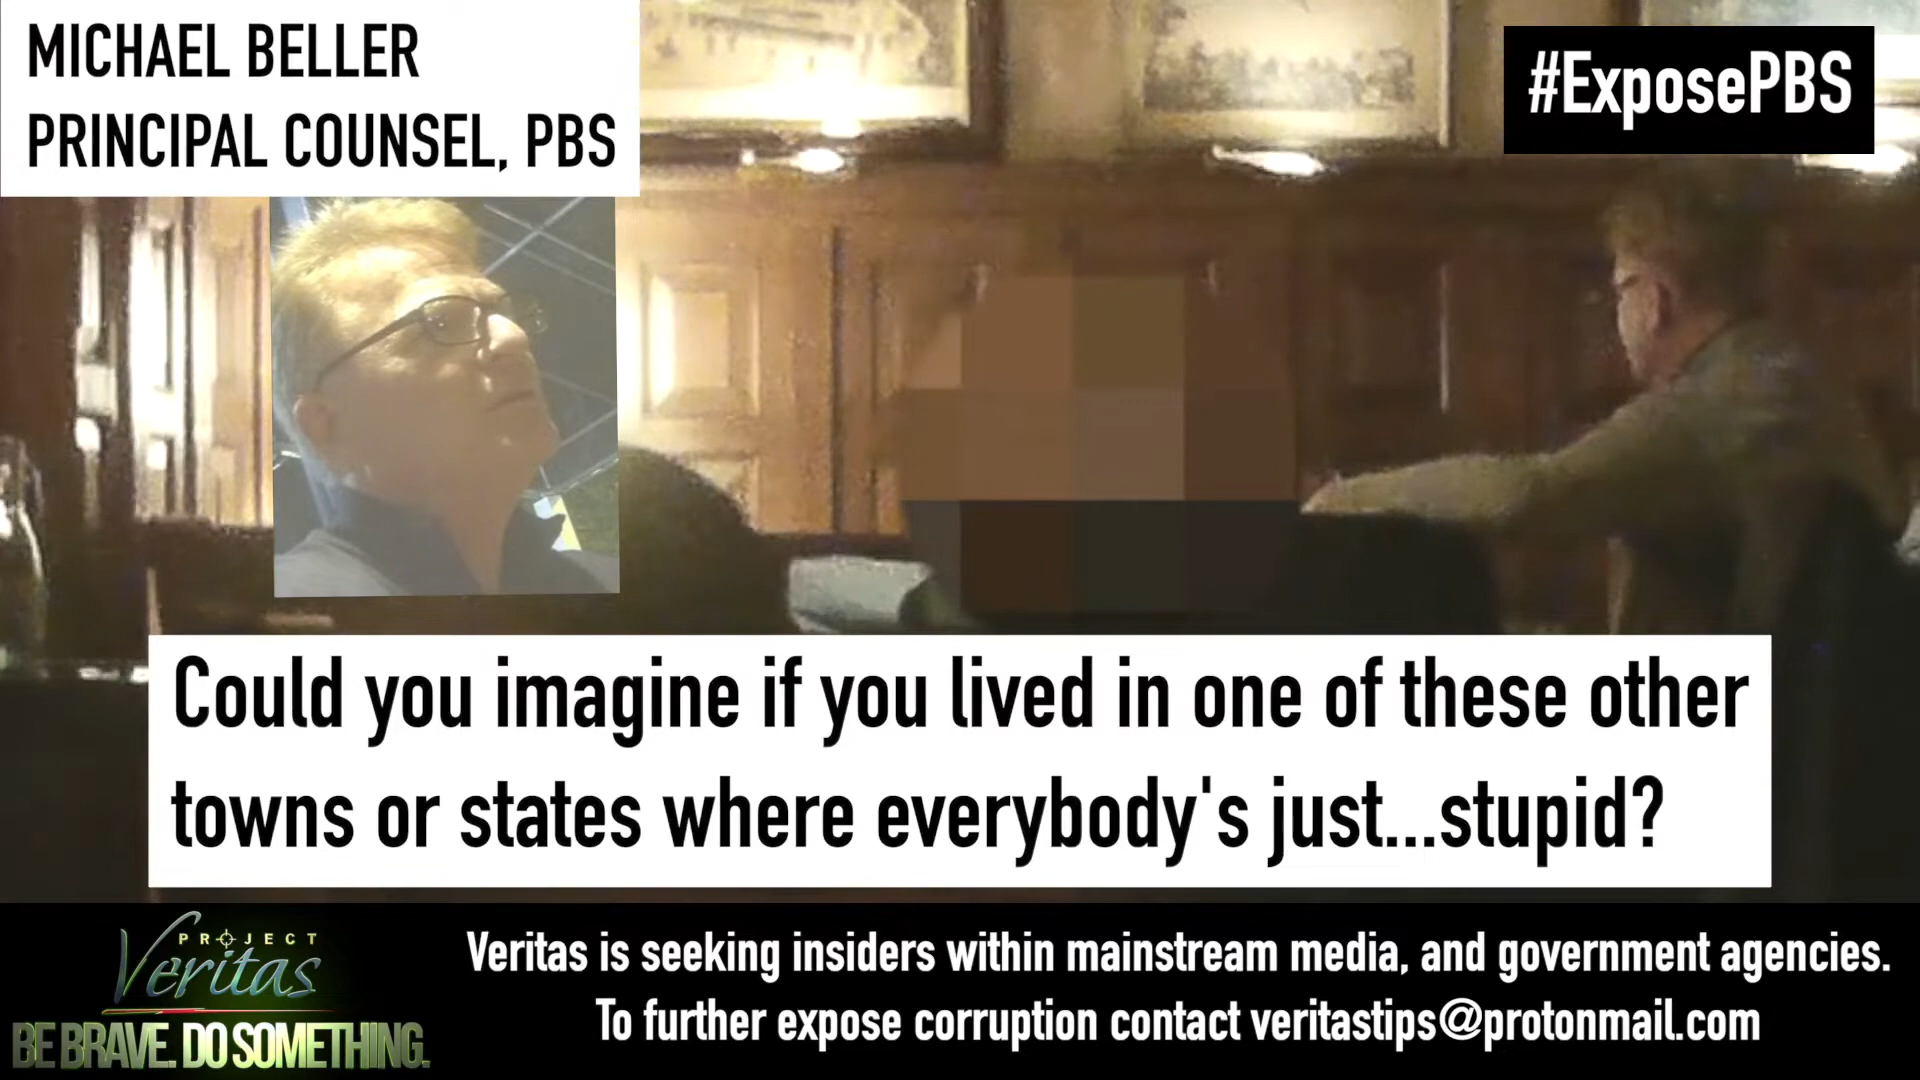 MICHAEL BELLER
PRINCIPAL COUNSEL, PBS
#ExposePBS
Could you imagine if you lived in one of these other
towns or states where everybody's just...stupid?
PROJECT
Veritas
BE BRAVE. DO SOMETHING.
Veritas is seeking insiders within mainstream media, and government agencies.
To further expose corruption contact veritastips@protonmail.com